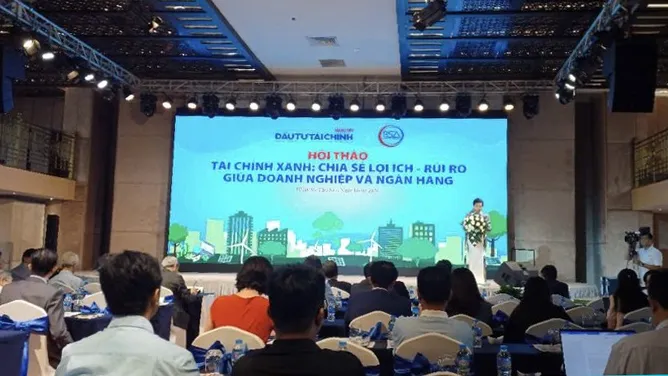 ĐẦU TƯ TÀI CHÍNH
HỘI THẢO
TÀI CHÍNH XANH: CHIA SẺ LỢI ÍCH - RỦI RO
GIỮA DOANH NGHIỆP VÀ NGÂN HÀNG